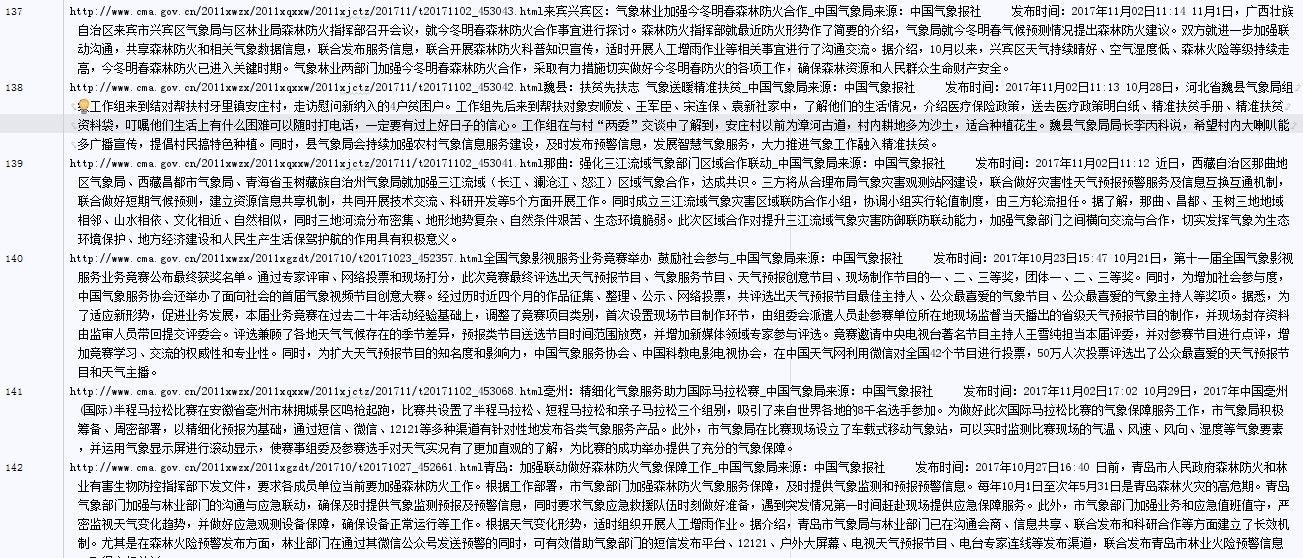 137 http://www.cma.gov.cn/2011xwzx/2011xqxxw/2011xjctz/201711/t20171102_453043.html来宾兴宾区：气象林业加强今冬明春森林防火合作_中国气象局来源：中国气象报社 发布时间：2017年11月02日11:14 11月1日，广西壮族
自治区来宾市兴宾区气象局与区林业局森林防火指挥部召开会议，就今冬明春森林防火合作事宜进行探讨。森林防火指挥部就最近防火形势作了简要的介绍，气象局就今冬明春气候预测情况提出森林防火建议。双方就进一步加强联
动沟通，共享森林防火和相关气象数据信息，联合发布服务信息，联合开展森林防火科普知识宣传，适时开展人工增雨作业等相关事宜进行了沟通交流。据介绍，10月以来，兴宾区天气持续晴好、空气湿度低、森林火险等级持续走
高，今冬明春森林防火已进入关键时期。气象林业两部门加强今冬明春森林防火合作，采取有力措施切实做好今冬明春防火的各项工作，确保森林资源和人民群众生命财产安全。
138 http://www.cma.gov.cn/2011xwzx/2011xqxxw/2011xjctz/201711/t20171102_453042.html魏县：扶贫先扶志 气象送暖精准扶贫_中国气象局来源：中国气象报社 发布时间：2017年11月02日11:13 10月28日，河北省魏县气象局组
工作组来到结对帮扶村牙里镇安庄村，走访慰问新纳入的4户贫困户。工作组先后来到帮扶对象安顺发、王军臣、宋连保、袁新社家中，了解他们的生活情况，介绍医疗保险政策，送去医疗政策明白纸、精准扶贫手册、精准扶贫
资料袋，叮嘱他们生活上有什么困难可以随时打电话，一定要有过上好日子的信心。工作组在与村“两委”交谈中了解到，安庄村以前为漳河古道，村内耕地多为沙土，适合种植花生。魏县气象局局长李丙科说，希望村内大喇叭能
多广播宣传，提倡村民搞特色种植。同时，县气象局会持续加强农村气象信息服务建设，及时发布预警信息，发展智慧气象服务，大力推进气象工作融入精准扶贫。
139 http://www.cma.gov.cn/2011xwzx/2011xqxxw/2011xjctz/201711/t20171102_453041.html那曲：强化三江流域气象部门区域合作联动_中国气象局来源：中国气象报社 发布时间：2017年11月02日11:12 近日，西藏自治区那曲地
区气象局、西藏昌都市气象局、青海省玉树藏族自治州气象局就加强三江流域（长江、澜沧江、怒江）区域气象合作，达成共识。三方将从合理布局气象灾害观测站网建设，联合做好灾害性天气预报预警服务及信息互换互通机制，
联合做好短期气候预测，建立资源信息共享机制，共同开展技术交流、科研开发等5个方面开展工作。同时成立三江流域气象灾害区域联防合作小组，协调小组实行轮值制度，由三方轮流担任。据了解，那曲、昌都、玉树三地地域
相邻、山水相依、文化相近、自然相似，同时三地河流分布密集、地形地势复杂、自然条件艰苦、生态环境脆弱。此次区域合作对提升三江流域气象灾害防御联防联动能力，加强气象部门之间横向交流与合作，切实发挥气象为生态
环境保护、地方经济建设和人民生产生活保驾护航的作用具有积极意义。
140 http://www.cma.gov.cn/2011xwzx/2011xqxxw/2011xgzdt/201710/t20171023_452357.html全国气象影视服务业务竞赛举办 鼓励社会参与_中国气象局来源：中国气象报社 发布时间：2017年10月23日15:47 10月21日，第十一届全国气象影视
服务业务竞赛公布最终获奖名单。通过专家评审、网络投票和现场打分，此次竞赛最终评选出天气预报节目、气象服务节目、天气预报创意节目、现场制作节目的一、二、三等奖，团体一、二、三等奖。同时，为增加社会参与度，
中国气象服务协会还举办了面向社会的首届气象视频节目创意大赛。经过历时近四个月的作品征集、整理、公示、网络投票，共评选出天气预报节目最佳主持人、公众最喜爱的气象节目、公众最喜爱的气象主持人等奖项。据悉，为
了适应新形势，促进业务发展，本届业务竞赛在过去二十年活动经验基础上，调整了竞赛项目类别，首次设置现场节目制作环节，由组委会派遣人员赴参赛单位所在地现场监督当天播出的省级天气预报节目的制作，并现场封存资料
由监审人员带回提交评委会。评选兼顾了各地天气气候存在的季节差异，预报类节目送选节目时间范围放宽，并增加新媒体领域专家参与评选。竞赛邀请中央电视台著名节目主持人王雪纯担当本届评委，并对参赛节目进行点评，增
加竞赛学习、交流的权威性和专业性。同时，为扩大天气预报节目的知名度和影响力，中国气象服务协会、中国科教电影电视协会，在中国天气网利用微信对全国42个节目进行投票，50万人次投票评选出了公众最喜爱的天气预报节
目和天气主播。
141 http://www.cma.gov.cn/2011xwzx/2011xqxxw/2011xjctz/201711/t20171102_453068.html亳州：精细化气象服务助力国际马拉松赛_中国气象局来源：中国气象报社 发布时间：2017年11月02日17:02 10月29日，2017年中国亳州
(国际)半程马拉松比赛在安徽省亳州市林拥城景区鸣枪起跑，比赛共设置了半程马拉松、短程马拉松和亲子马拉松三个组别，吸引了来自世界各地的8千名选手参加。为做好此次国际马拉松比赛的气象保障服务工作，市气象局积极
筹备、周密部署，以精细化预报为基础，通过短信、微信、12121等多种渠道有针对性地发布各类气象服务产品。此外，市气象局在比赛现场设立了车载式移动气象站，可以实时监测比赛现场的气温、风速、风向、湿度等气象要素
，并运用气象显示屏进行滚动显示，使赛事组委及参赛选手对天气实况有了更加直观的了解，为比赛的成功举办提供了充分的气象保障。
142 http://www.cma.gov.cn/2011xwzx/2011xqxxw/2011xgzdt/201710/t20171027_452661.html青岛：加强联动做好森林防火气象保障工作_中国气象局来源：中国气象报社 发布时间：2017年10月27日16:40 日前，青岛市人民政府森林防火和林
业有害生物防控指挥部下发文件，要求各成员单位当前要加强森林防火工作。根据工作部署，市气象部门加强森林防火气象服务保障，及时提供气象监测和预报预警信息。每年10月1日至次年5月31日是青岛森林火灾的高危期。青岛
气象部门加强与林业部门的沟通与应急联动，确保及时提供气象监测预报及预警信息，同时要求气象应急救援队伍时刻做好准备，遇到突发情况第一时间赶赴现场提供应急保障服务。此外，市气象部门加强业务和应急值班值守，严
密监视天气变化趋势，并做好应急观测设备保障，确保设备正常运行等工作。根据天气变化形势，适时组织开展人工增雨作业。据介绍，青岛市气象局与林业部门已在沟通会商、信息共享、联合发布和科研合作等方面建立了长效机
制。尤其是在森林火险预警发布方面，林业部门在通过其微信公众号发送预警的同时，可有效借助气象部门的短信发布平台、12121、户外大屏幕、电视天气预报节目、电台专家连线等发布渠道，联合发布青岛市林业火险预警信息